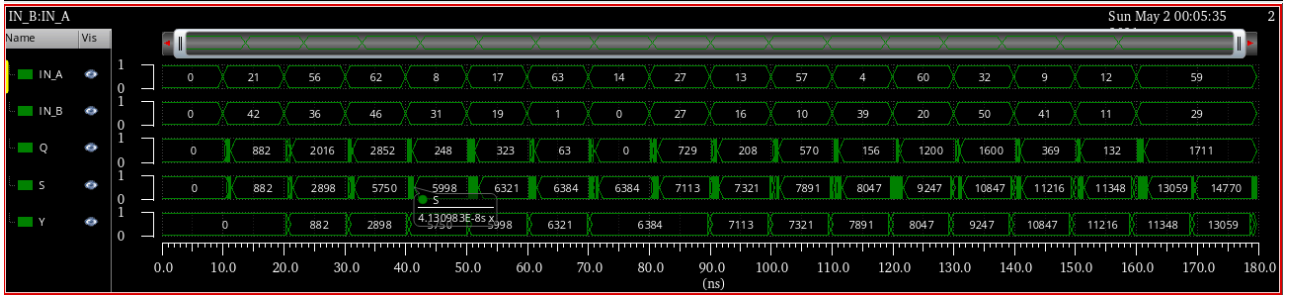 IN_B:IN_A Sun May 2 00:05:35 2
Name Vis
IN_A 1 0 0 21 56 62 8 17 63 14 27 13 57 4 60 32 9 12 59
IN_B 1 0 0 42 36 46 31 19 1 0 27 16 10 39 20 50 41 11 29
Q 1 0 0 882 2016 2852 248 323 63 0 729 208 570 156 1200 1600 369 132 1711
S 1 0 0 882 2898 5750 5998 6321 6384 6384 7113 7321 7891 8047 9247 10847 11216 11348 13059 14770
S
4.130983E-8s x
Y 1 0 0 882 2898 5998 6321 6384 7113 7321 7891 8047 9247 10847 11216 11348 13059
0.0 10.0 20.0 30.0 40.0 50.0 60.0 70.0 80.0 90.0 100.0 110.0 120.0 130.0 140.0 150.0 160.0 170.0 180.0
(ns)